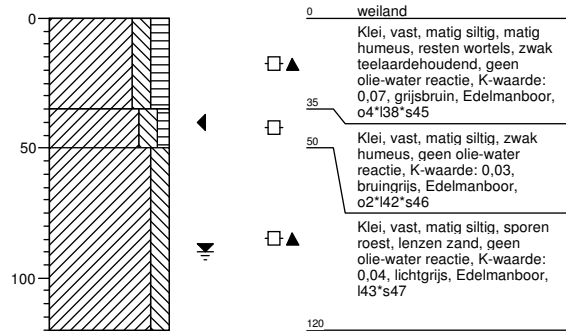 0
50
100
0 weiland
Klei, vast, matig siltig, matig
humeus, resten wortels, zwak
teelaardehoudend, geen
olie-water reactie, K-waarde:
0,07, grijsbruin, Edelmanboor,
o4*l38*s45
35
Klei, vast, matig siltig, zwak
humeus, geen olie-water
reactie, K-waarde: 0,03,
bruingrijs, Edelmanboor,
o2*l42*s46
50
Klei, vast, matig siltig, sporen
roest, lenzen zand, geen
olie-water reactie, K-waarde:
0,04, lichtgrijs, Edelmanboor,
l43*s47
120